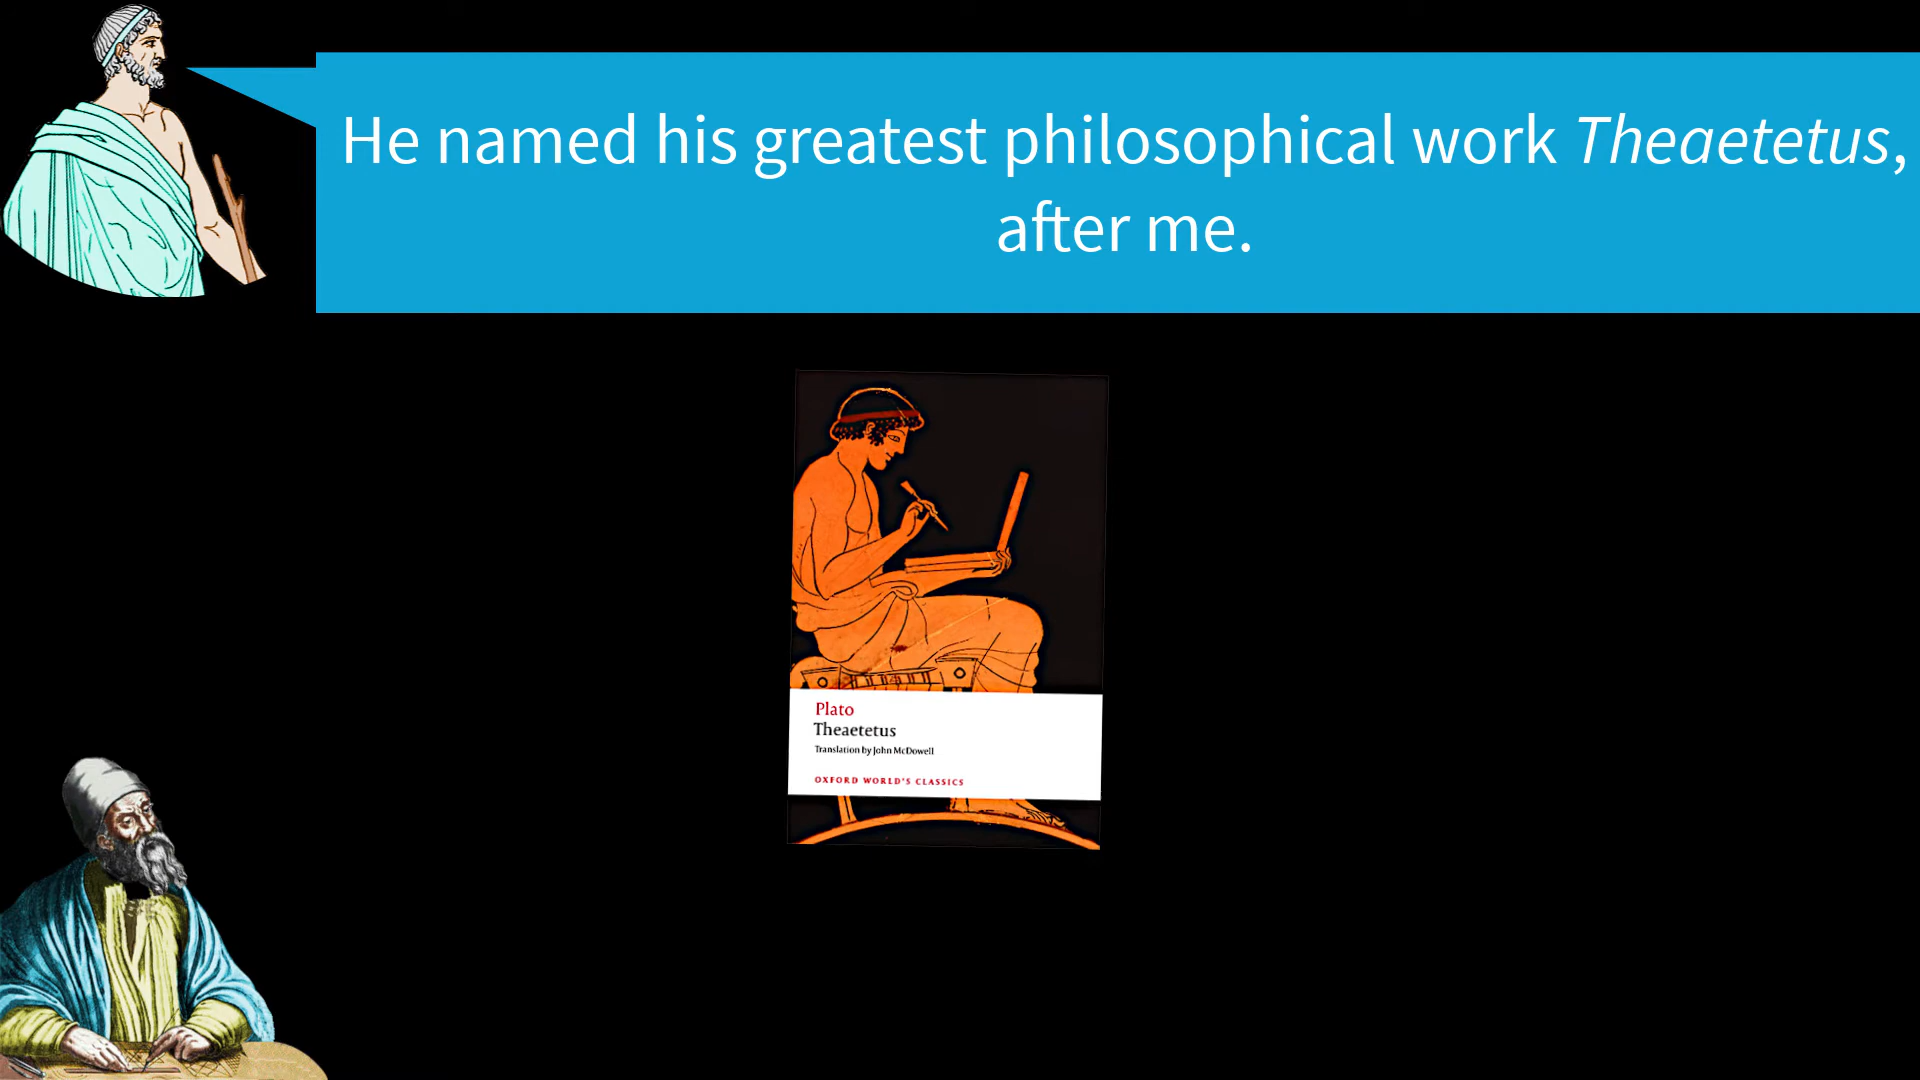 He named his greatest philosophical work Theaetetus,
after me.
Plato
Theaetetus
Translation by John McDowell
OXFORD WORLD'S CLASSICS